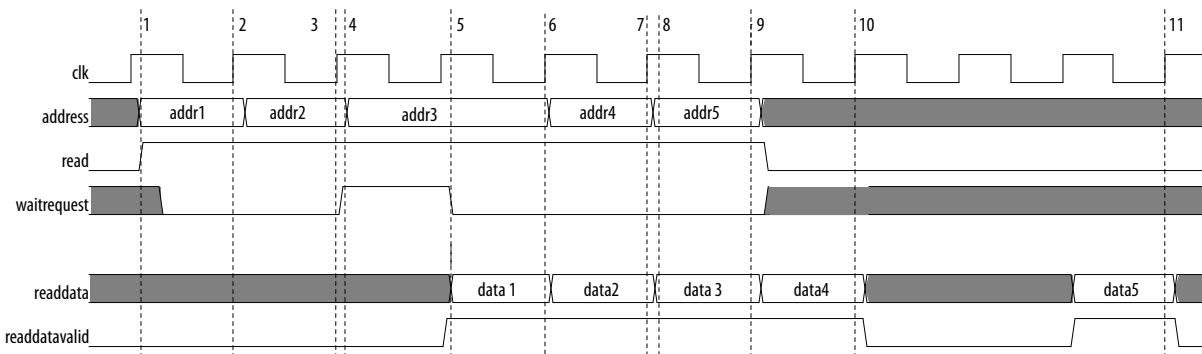 1 2 3 4 5 6 7 8 9 10 11
clk
address addr1 addr2 addr3 addr4 addr5
read
waitrequest
readdata data 1 data2 data 3 data4 data5
readdatavalid